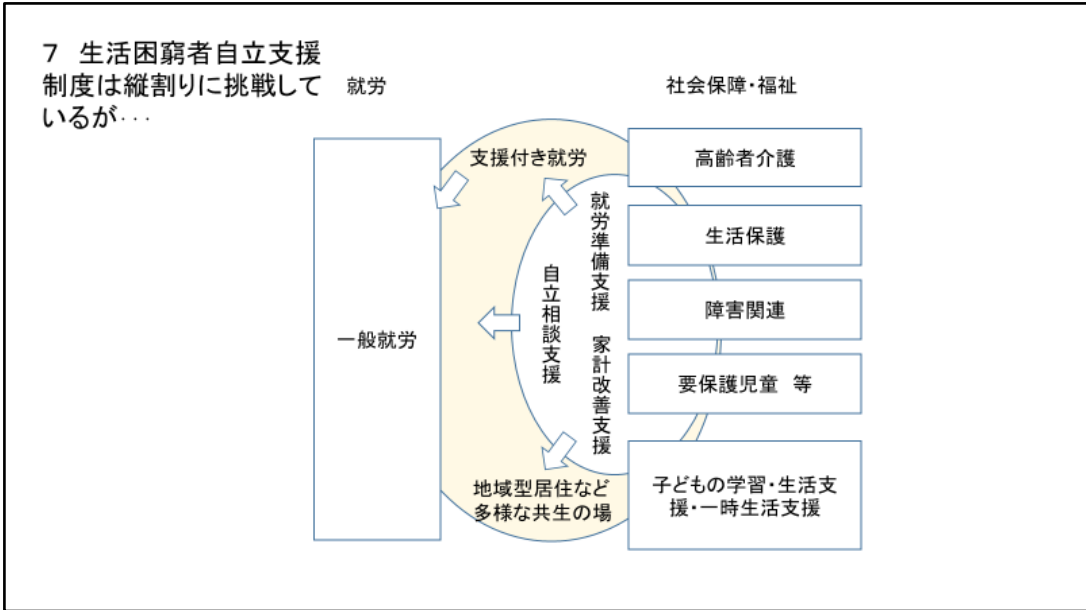 7 生活困窮者自立支援
制度は縦割りに挑戦して
いるが･･･
就労
社会保障・福祉
一般就労
支援付き就労
自立相談支援
就労準備支援 家計改善支援
地域型居住など
多様な共生の場
高齢者介護
生活保護
障害関連
要保護児童 等
子どもの学習・生活支
援・一時生活支援